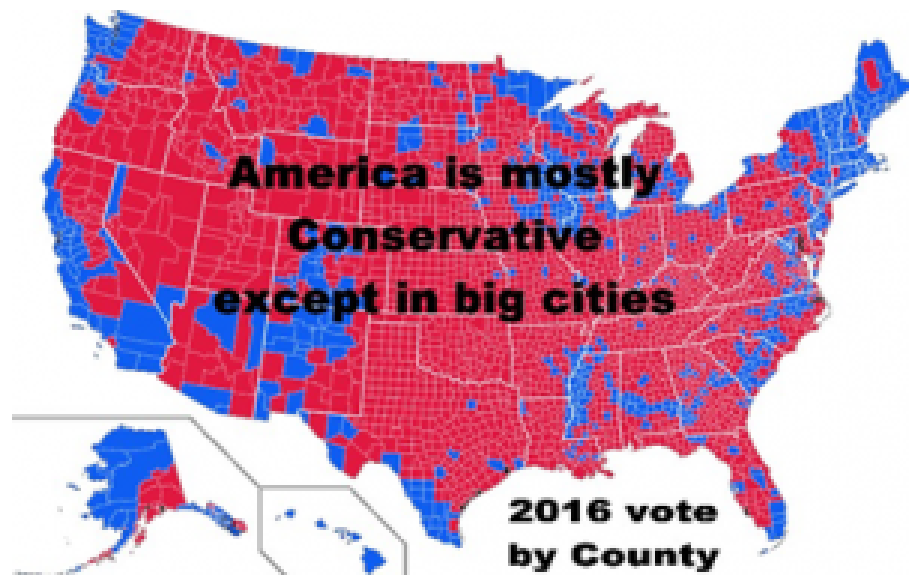 America is mostly
Conservative
except in big cities
2016 vote
by County